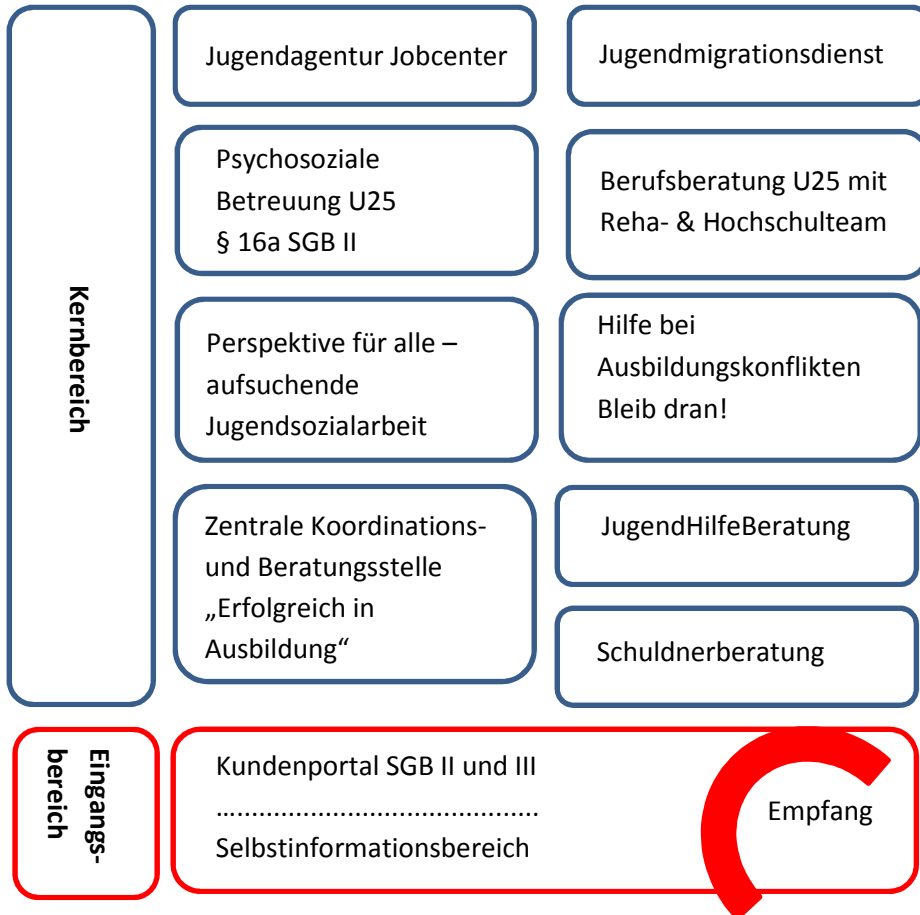 Kernbereich
Jugendagentur Jobcenter
Jugendmigrationsdienst
Psychosoziale
Betreuung U25
§ 16a SGB II
Berufsberatung U25 mit
Reha- & Hochschulteam
Perspektive für alle –
aufsuchende
Jugendsozialarbeit
Hilfe bei
Ausbildungskonflikten
Bleib dran!
Zentrale Koordinations-
und Beratungsstelle
„Erfolgreich in
Ausbildung“
JugendHilfeBeratung
Schuldnerberatung
Eingangs-
bereich
Kundenportal SGB II und III
...........................................
Selbstinformationsbereich
Empfang